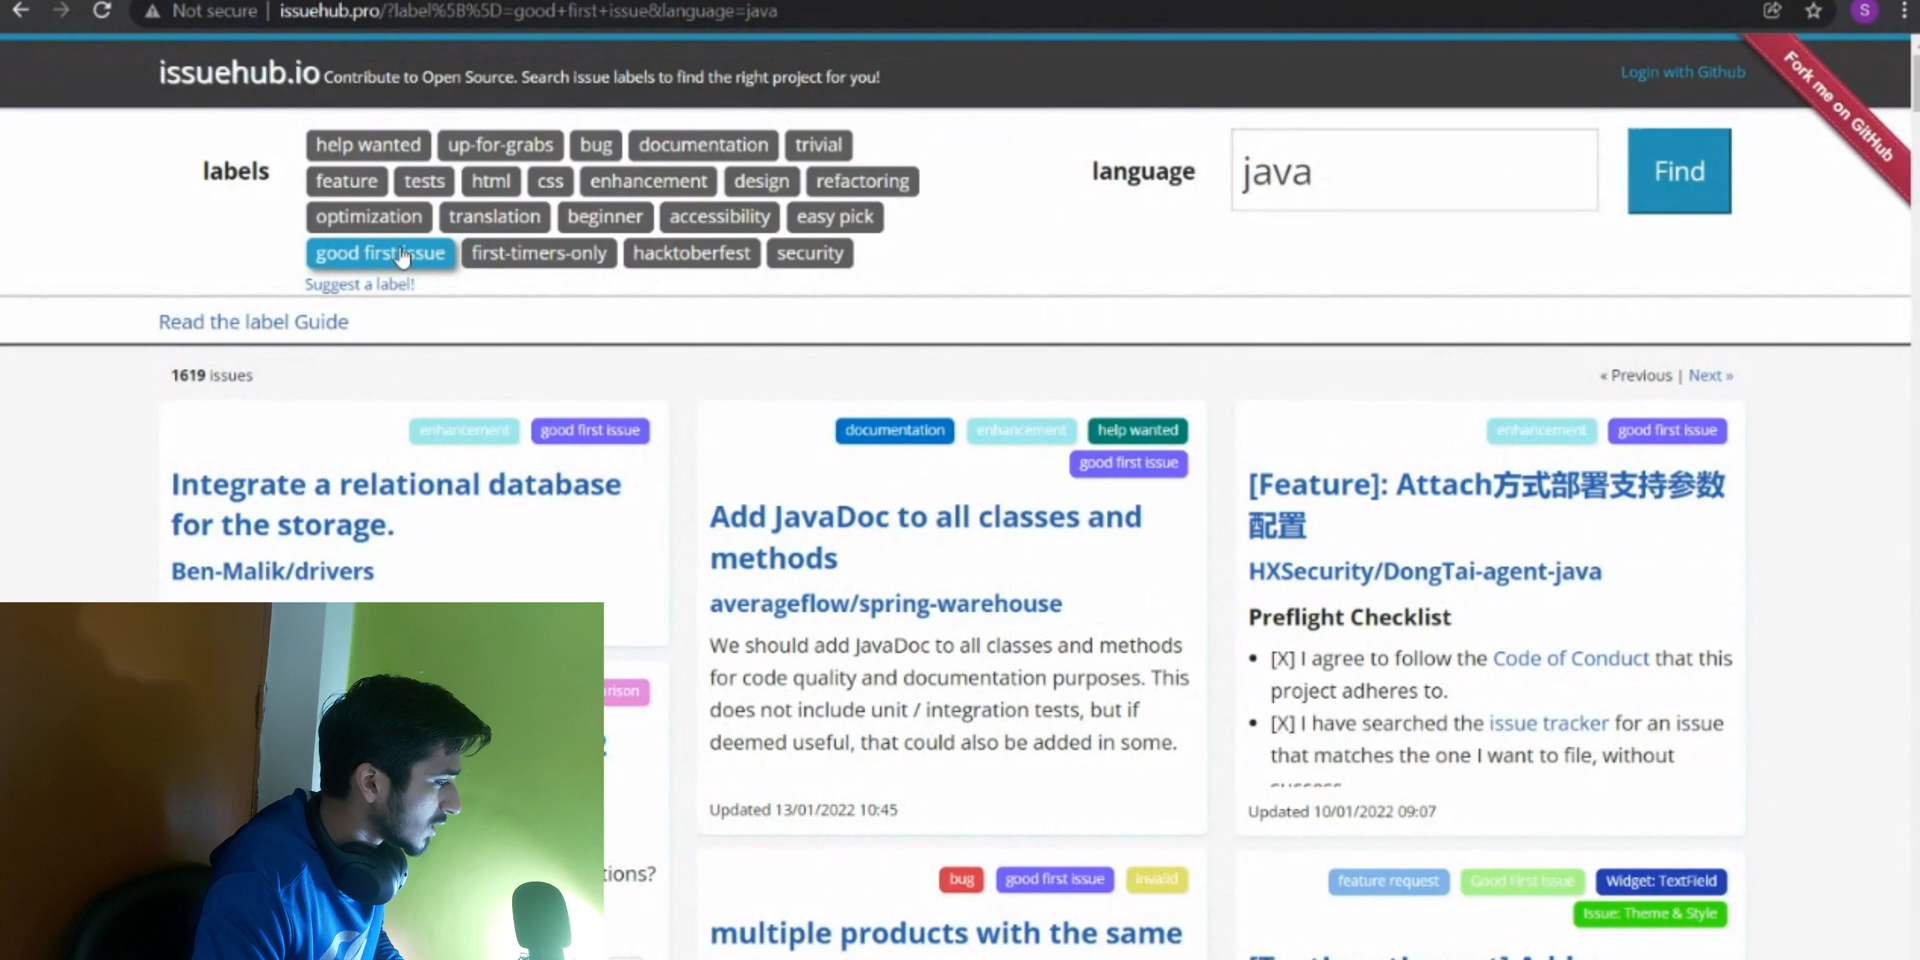 Not secure | issuehub.pro/?label%5B%5D=good+first+issue&language=java
S
issuehub.io Contribute to Open Source. Search issue labels to find the right project for you!
Login with Github
Fork me on GitHub
labels
help wanted up-for-grabs bug documentation trivial
feature tests html css enhancement design refactoring
optimization translation beginner accessibility easy pick
good first issue first-timers-only hacktoberfest security
Suggest a label!
language
java
Find
Read the label Guide
1619 issues
« Previous | Next »
enhancement good first issue
Integrate a relational database
for the storage.
Ben-Malik/drivers
documentation enhancement help wanted
good first issue
Add JavaDoc to all classes and
methods
averageflow/spring-warehouse
We should add JavaDoc to all classes and methods
for code quality and documentation purposes. This
does not include unit / integration tests, but if
deemed useful, that could also be added in some.
Updated 13/01/2022 10:45
enhancement good first issue
[Feature]: Attach方式部署支持参数
配置
HXSecurity/DongTai-agent-java
Preflight Checklist
• [X] I agree to follow the Code of Conduct that this
project adheres to.
• [X] I have searched the issue tracker for an issue
that matches the one I want to file, without
Updated 10/01/2022 09:07
rison
tions?
bug good first issue invalid
multiple products with the same
feature request Good First Issue Widget: TextField
Issue: Theme & Style